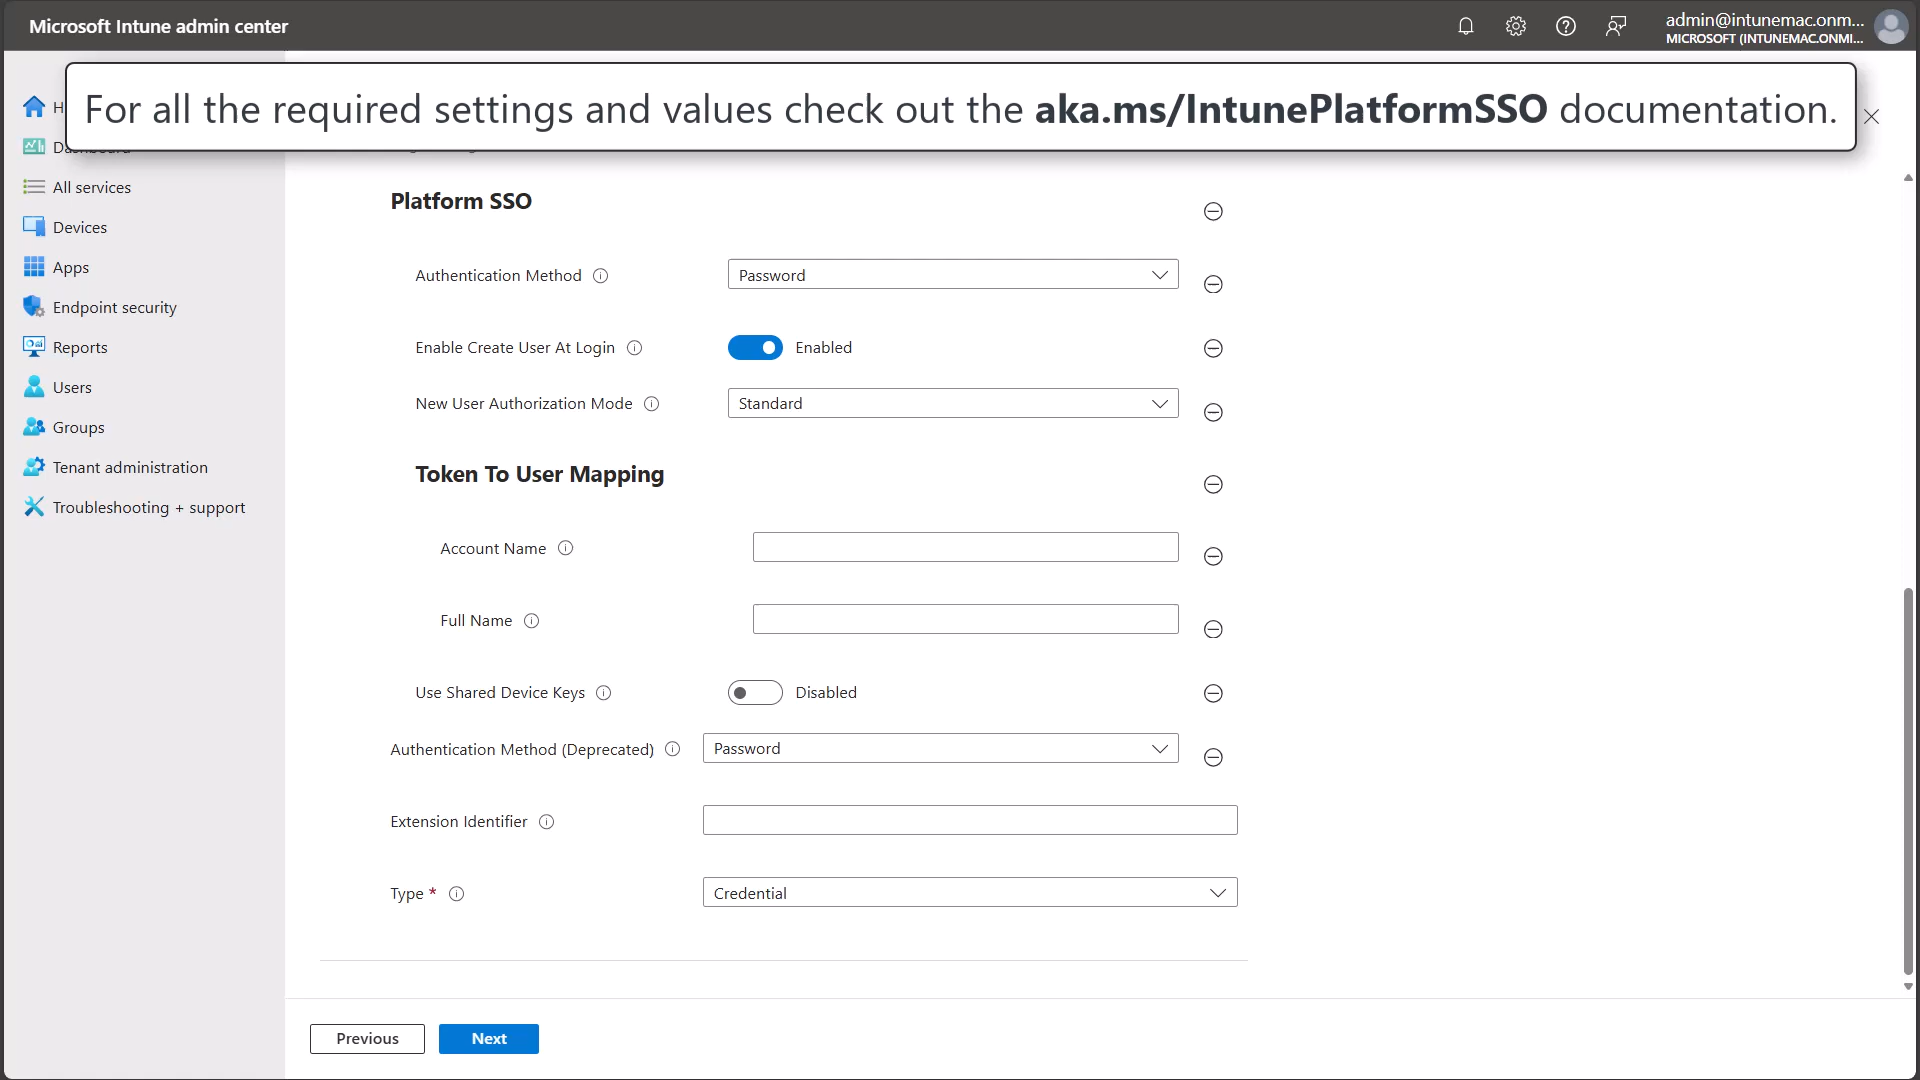 Microsoft Intune admin center
admin@intunemac.onm...
MICROSOFT (INTUNEMAC.ONMI...
For all the required settings and values check out the aka.ms/IntunePlatformSSO documentation.
All services
Devices
Apps
Endpoint security
Reports
Users
Groups
Tenant administration
Troubleshooting + support
Platform SSO
Authentication Method
Password
Enable Create User At Login
Enabled
New User Authorization Mode
Standard
Token To User Mapping
Account Name
Full Name
Use Shared Device Keys
Disabled
Authentication Method (Deprecated)
Password
Extension Identifier
Type *
Credential
Previous
Next